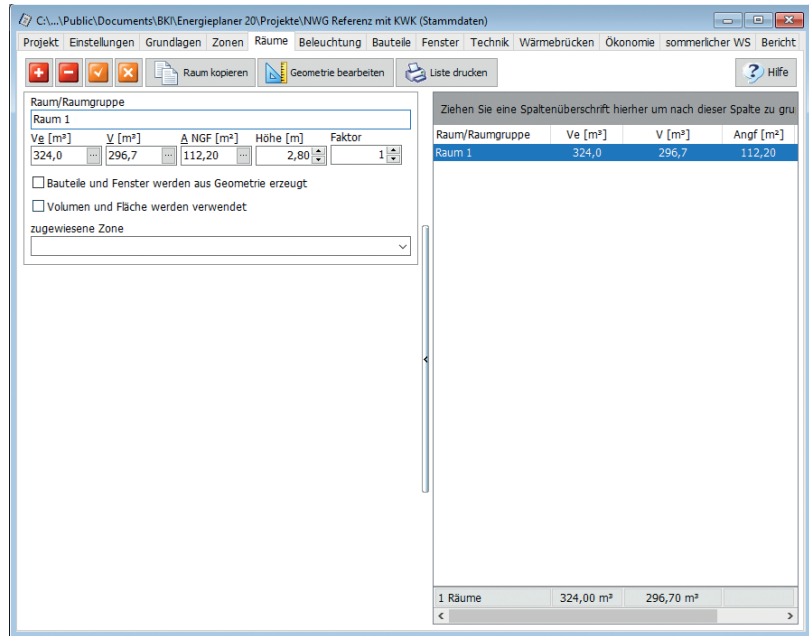 C:\...\Public\Documents\BKI\Energieplaner 20\Projekte\NWG Referenz mit KWK (Stammdaten)
Projekt Einstellungen Grundlagen Zonen Räume Beleuchtung Bauteile Fenster Technik Wärmebrücken Ökonomie sommerlicher WS Bericht
Raum kopieren Geometrie bearbeiten Liste drucken Hilfe
Raum/Raumgruppe
Raum 1
Ve [m³] V [m³] A NGF [m²] Höhe [m] Faktor
324,0 ... 296,7 ... 112,20 ... 2,80 1
Bauteile und Fenster werden aus Geometrie erzeugt
Volumen und Fläche werden verwendet
zugewiesene Zone
Ziehen Sie eine Spaltenüberschrift hierher um nach dieser Spalte zu gru
Raum/Raumgruppe Ve [m³] V [m³] Angf [m²]
Raum 1 324,0 296,7 112,20
1 Räume 324,00 m³ 296,70 m³